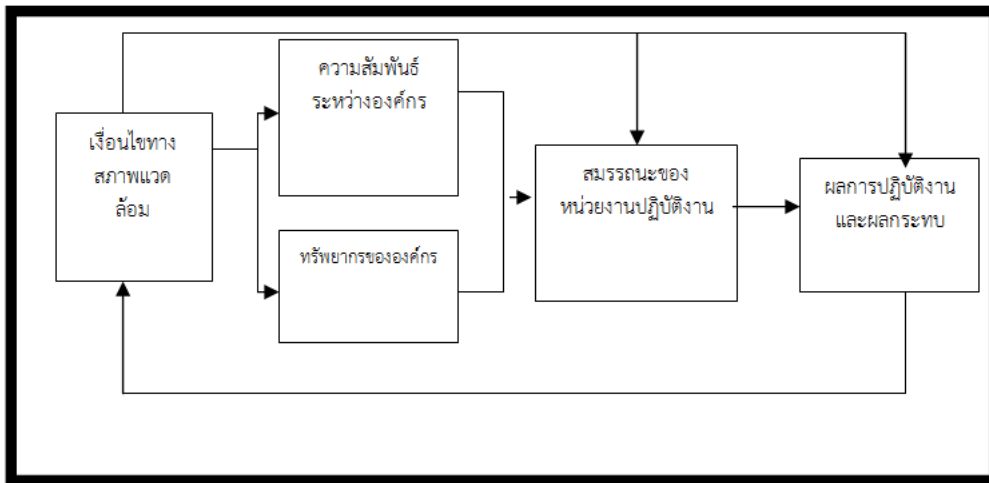 เงื่อนไขทาง
สภาพแวด
ล้อม
ความสัมพันธ์
ระหว่างองค์กร
ทรัพยากรขององค์กร
สมรรถนะของ
หน่วยงานปฏิบัติงาน
ผลการปฏิบัติงาน
และผลกระทบ